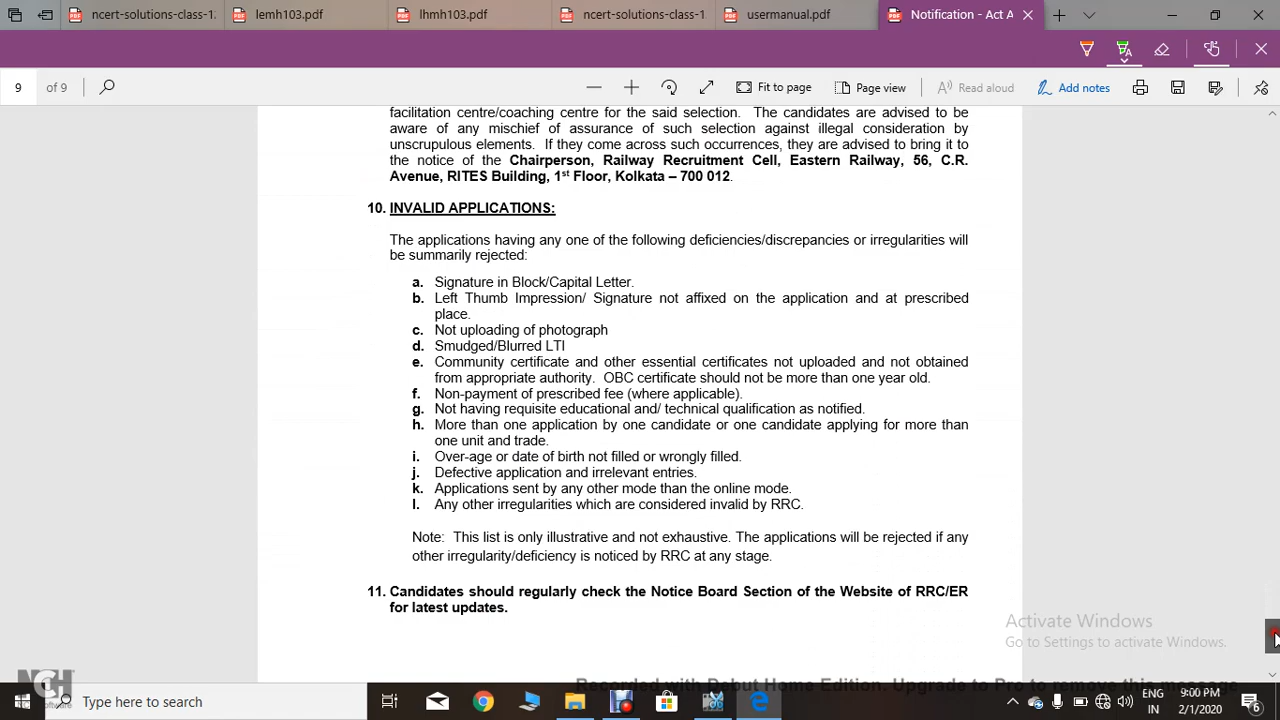 ncert-solutions-class-1
lemh103.pdf
lhmh103.pdf
ncert-solutions-class-1
usermanual.pdf
Notification - Act A
9 of 9
Fit to page
Page view
Read aloud
Add notes
facilitation centre/coaching centre for the said selection. The candidates are advised to be
aware of any mischief of assurance of such selection against illegal consideration by
unscrupulous elements. If they come across such occurrences, they are advised to bring it to
the notice of the Chairperson, Railway Recruitment Cell, Eastern Railway, 56, C.R.
Avenue, RITES Building, 1st Floor, Kolkata – 700 012.
10. INVALID APPLICATIONS:
The applications having any one of the following deficiencies/discrepancies or irregularities will
be summarily rejected:
a. Signature in Block/Capital Letter.
b. Left Thumb Impression/ Signature not affixed on the application and at prescribed
place.
c. Not uploading of photograph
d. Smudged/Blurred LTI
e. Community certificate and other essential certificates not uploaded and not obtained
from appropriate authority. OBC certificate should not be more than one year old.
f. Non-payment of prescribed fee (where applicable).
g. Not having requisite educational and/ technical qualification as notified.
h. More than one application by one candidate or one candidate applying for more than
one unit and trade.
i. Over-age or date of birth not filled or wrongly filled.
j. Defective application and irrelevant entries.
k. Applications sent by any other mode than the online mode.
l. Any other irregularities which are considered invalid by RRC.
Note: This list is only illustrative and not exhaustive. The applications will be rejected if any
other irregularity/deficiency is noticed by RRC at any stage.
11. Candidates should regularly check the Notice Board Section of the Website of RRC/ER
for latest updates.
Activate Windows
Go to Settings to activate Windows.
NCH
Recorded with Debut Home Edition. Upgrade to Pro to remove this message
Type here to search
ENG
IN
9:00 PM
2/1/2020
6